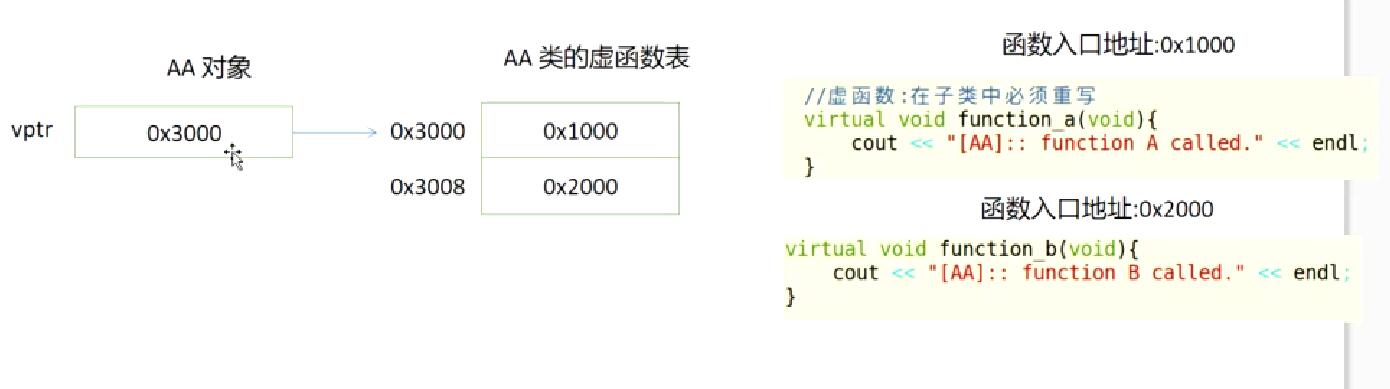 AA 对象
vptr
0x3000
AA 类的虚函数表
0x3000
0x1000
0x3008
0x2000
函数入口地址:0x1000
//虚函数:在子类中必须重写
virtual void function_a(void){
cout << "[AA]:: function A called." << endl;
}
函数入口地址:0x2000
virtual void function_b(void){
cout << "[AA]:: function B called." << endl;
}